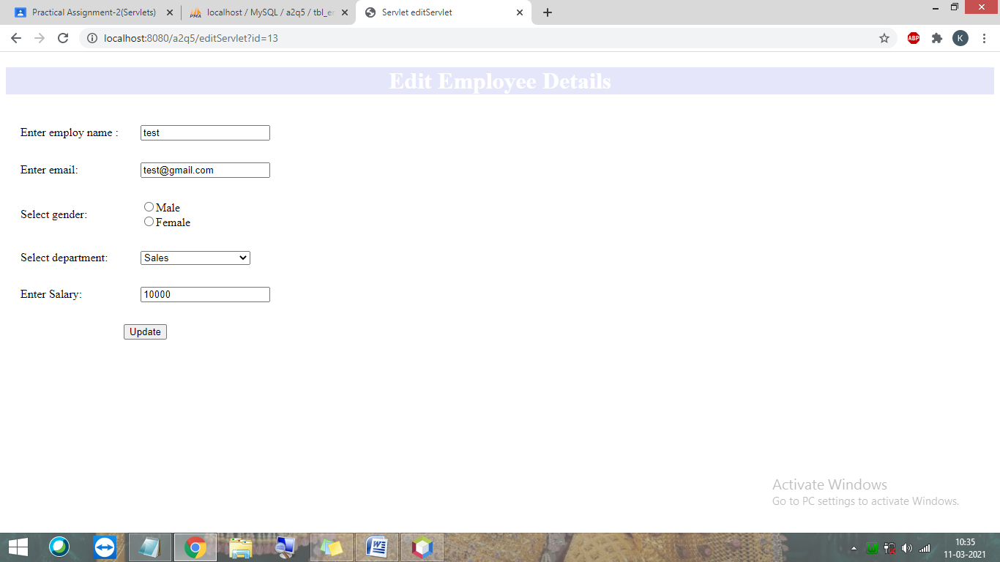 Practical Assignment-2(Servlets)
localhost / MySQL / a2q5 / tbl_er
Servlet editServlet
localhost:8080/a2q5/editServlet?id=13
ABP
K
Edit Employee Details
Enter employ name :
test
Enter email:
test@gmail.com
Select gender:
Male
Female
Select department:
Sales
Enter Salary:
10000
Update
Activate Windows
Go to PC settings to activate Windows.
10:35
11-03-2021